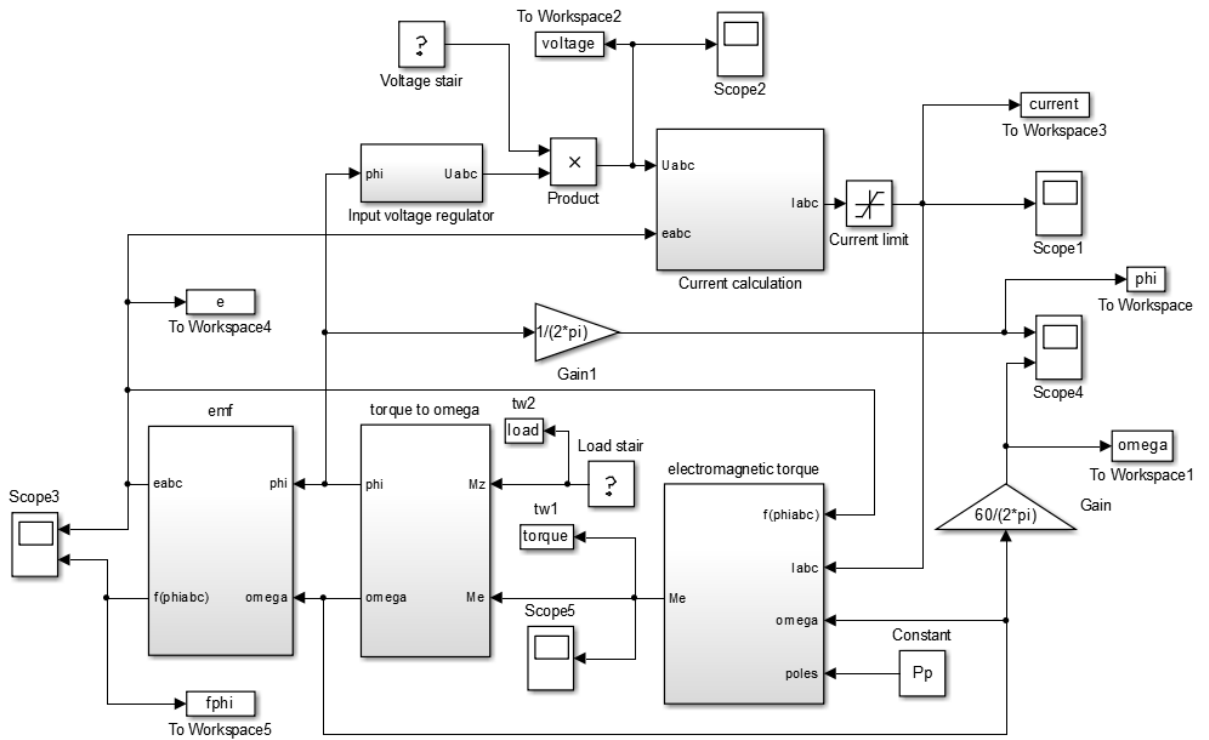 To Workspace2
voltage
?
Voltage stair
Scope2
current
To Workspace3
×
Product
phi
Uabc
Input voltage regulator
Uabc
Iabc
eabc
Current calculation
Current limit
Scope1
phi
To Workspace
e
To Workspace4
1/(2*pi)
Gain1
Scope4
emf
torque to omega
tw2
load
Load stair
?
omega
To Workspace1
electromagnetic torque
eabc
phi
phi
Mz
Scope3
tw1
torque
f(phiabc)
60/(2*pi)
Gain
Iabc
f(phiabc)
omega
omega
Me
Me
Scope5
omega
Constant
poles
Pp
fphi
To Workspace5